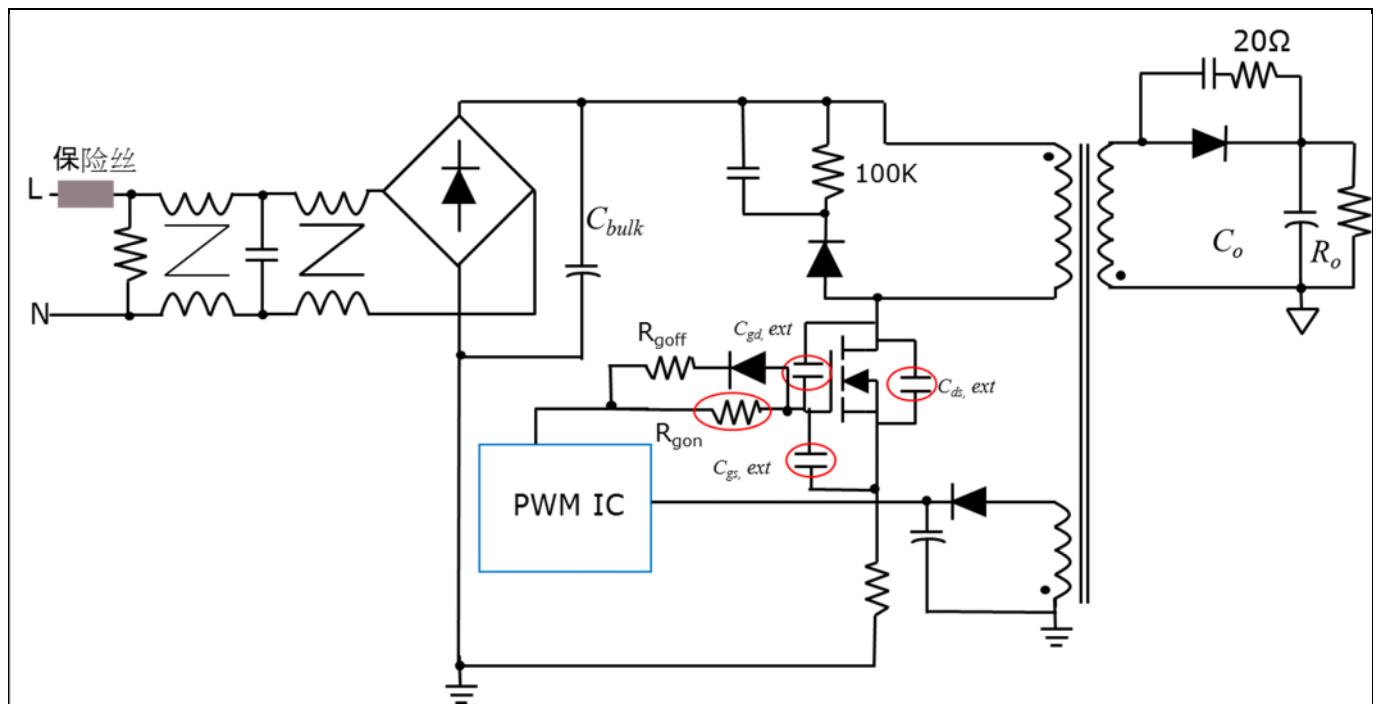 20Ω
保险丝
L
100K
C_bulk
C_o
R_o
N
R_goff
C_gd, ext
C_ds, ext
R_gon
C_gs, ext
PWM IC